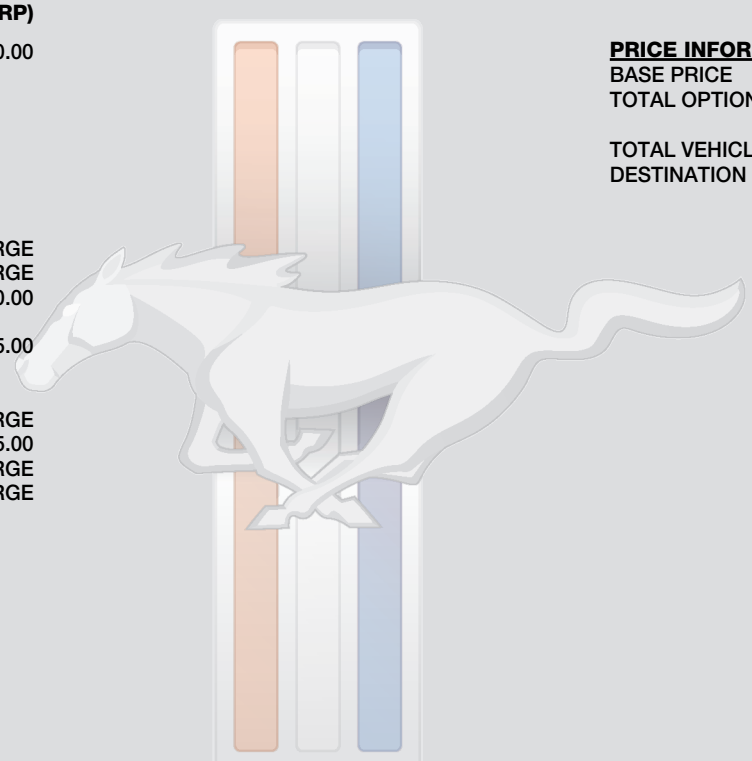 RP)
0.00
RGE
RGE
0.00
5.00
RGE
5.00
RGE
RGE
PRICE INFOR
BASE PRICE
TOTAL OPTION
TOTAL VEHICL
DESTINATION